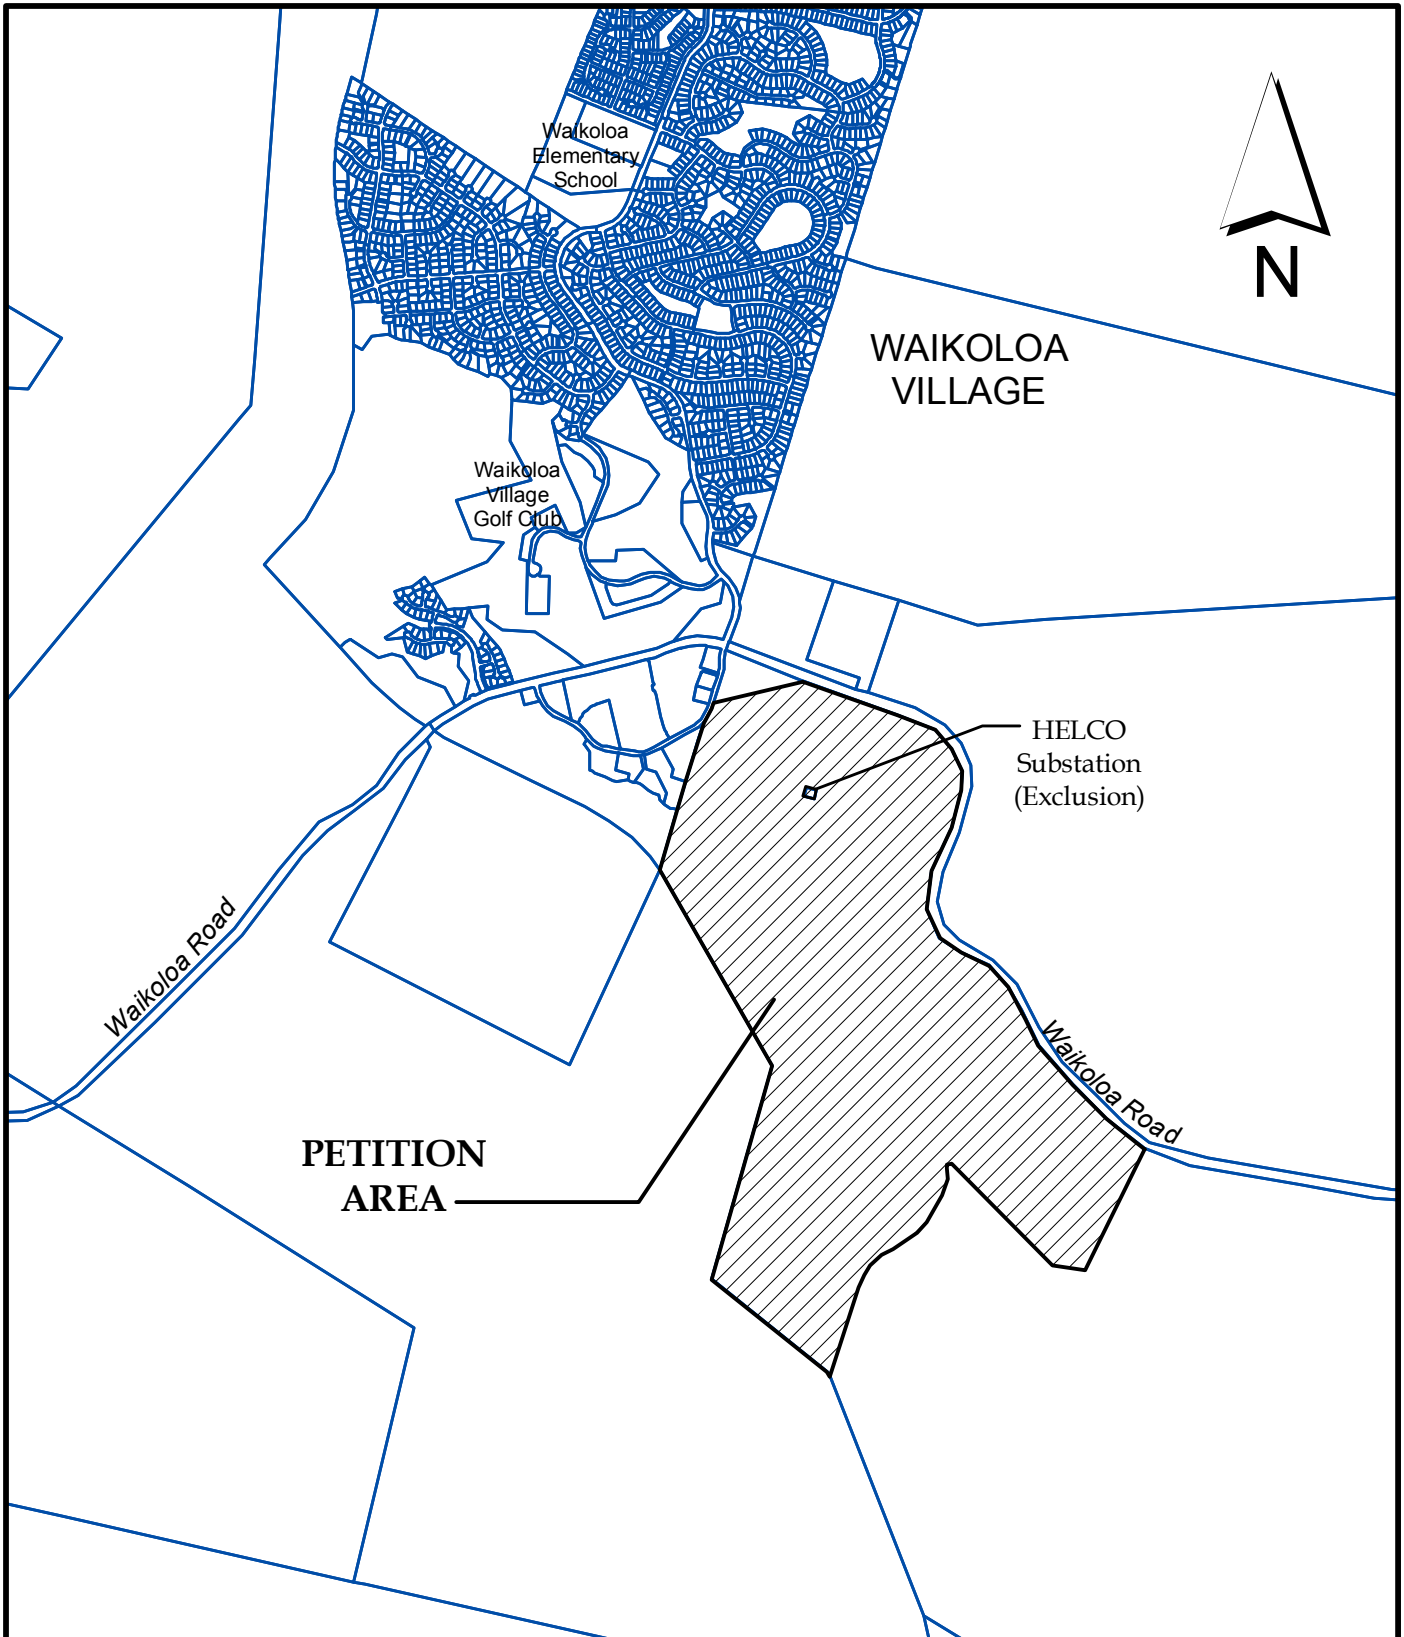 Waikoloa
Elementary
School
N
WAIKOLOA
VILLAGE
Waikoloa
Village
Golf Club
HELCO
Substation
(Exclusion)
Waikoloa Road
Waikoloa Road
PETITION
AREA